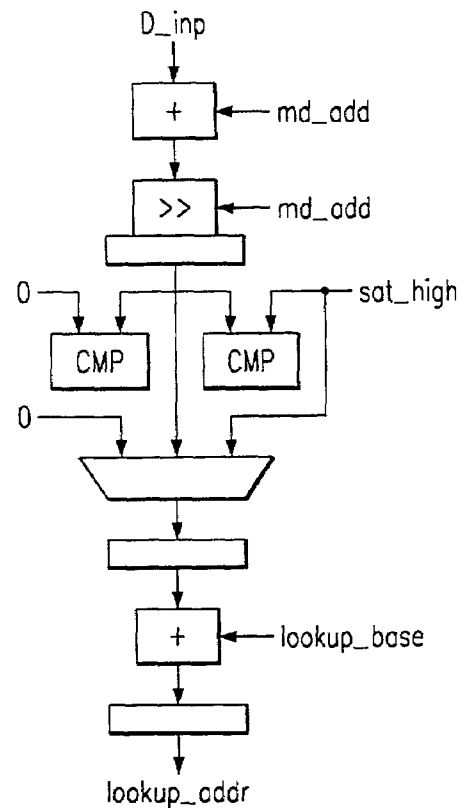 D_inp
+
md_add
>>
md_add
0
sat_high
CMP
CMP
0
+
lookup_base
lookup_addr